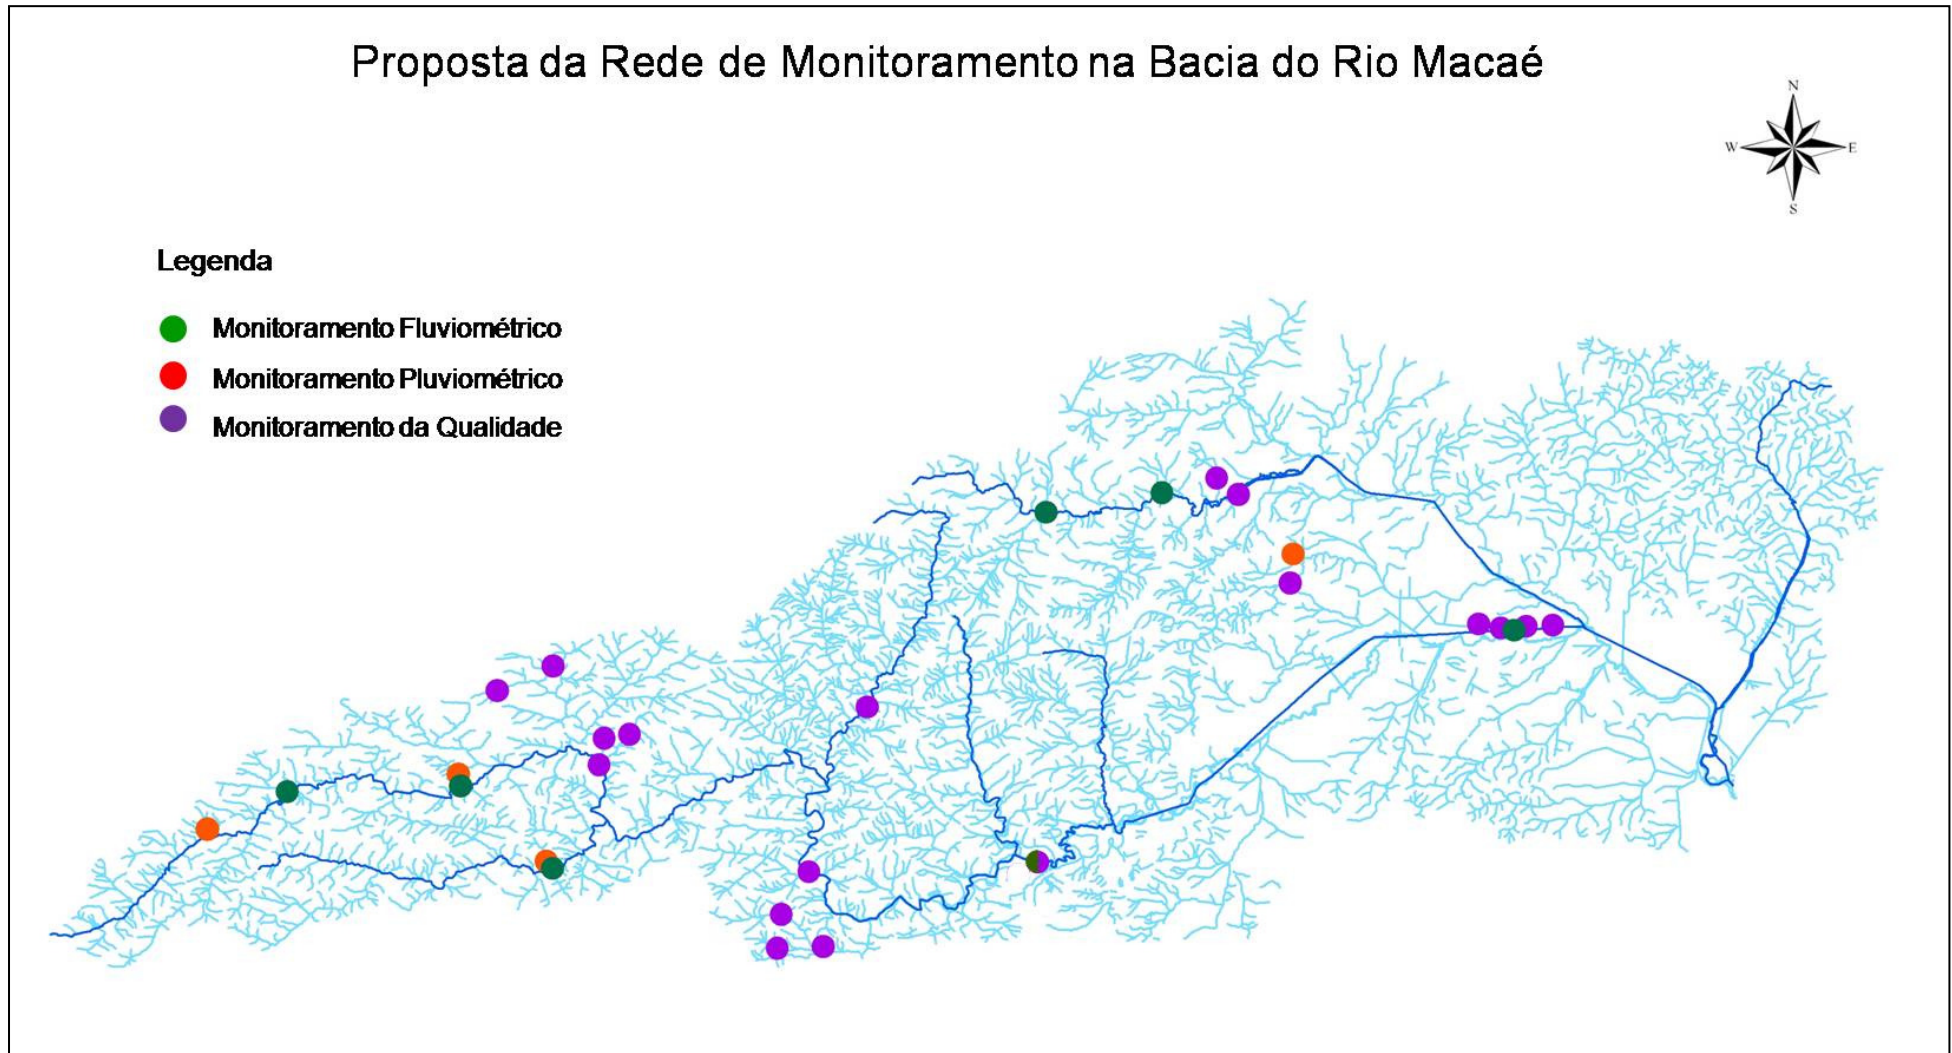 Proposta da Rede de Monitoramento na Bacia do Rio Macaé
N
W E
S
Legenda
Monitoramento Fluviométrico
Monitoramento Pluviométrico
Monitoramento da Qualidade